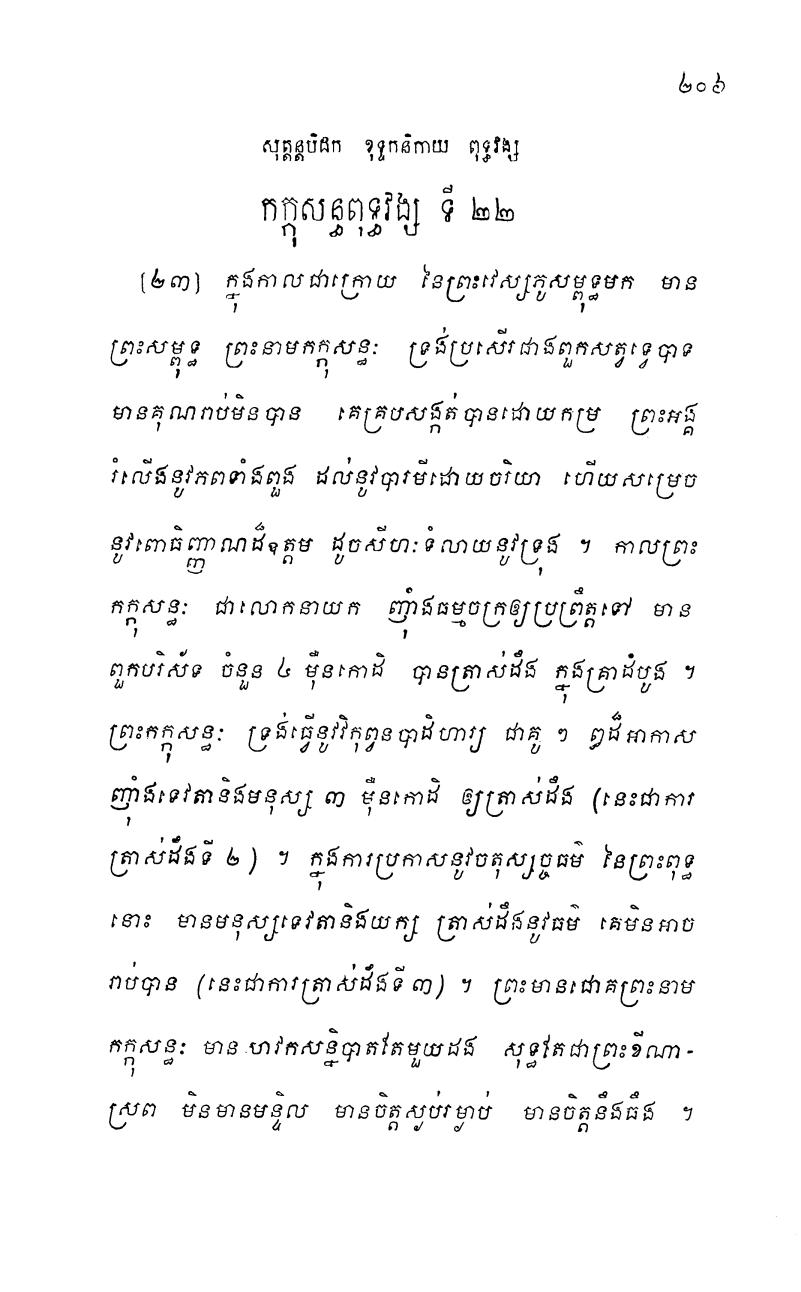 ២០៦
សុត្តន្តបិដក ខុទ្ទកនិកាយ ពុទ្ធវង្ស
កក្កុសន្ធពុទ្ធវង្ស ទី ២២
[២៣] ក្នុងកាលជាក្រោយ នៃព្រះវេស្សភូសម្ពុទ្ធមក មាន
ព្រះសម្ពុទ្ធ ព្រះនាមកក្កុសន្ធៈ ទ្រង់ប្រសើរជាងពួកសត្វទ្វេបាទ
មានគុណរាប់មិនបាន គេគ្របសង្កត់បានដោយកម្រ ព្រះអង្គ
រំលើងនូវភពទាំងពួង ដល់នូវបារមីដោយចរិយា ហើយសម្រេច
នូវពោធិញ្ញាណដ៏ឧត្តម ដូចសីហៈទំលាយនូវទ្រុង ។ កាលព្រះ
កក្កុសន្ធៈ ជាលោកនាយក ញ៉ាំងធម្មចក្រឲ្យប្រព្រឹត្តទៅ មាន
ពួកបរិស័ទ ចំនួន ៤ ម៉ឺនកោដិ បានត្រាស់ដឹង ក្នុងគ្រាដំបូង ។
ព្រះកក្កុសន្ធៈ ទ្រង់ធ្វើនូវវិកុព្វនបាដិហារ្យ ជាគូ ៗ ឰដ៏អាកាស
ញ៉ាំងទេវតានិងមនុស្ស ៣ ម៉ឺនកោដិ ឲ្យត្រាស់ដឹង (នេះជាការ
ត្រាស់ដឹងទី ២) ។ ក្នុងការប្រកាសនូវចតុស្សច្ចធម៌ នៃព្រះពុទ្ធ
នោះ មានមនុស្សទេវតានិងយក្ស ត្រាស់ដឹងនូវធម៌ គេមិនអាច
រាប់បាន (នេះជាការត្រាស់ដឹងទី ៣) ។ ព្រះមានជោគព្រះនាម
កក្កុសន្ធៈ មានសាវកសន្និបាតតែមួយដង សុទ្ធតែជាព្រះខីណា-
ស្រព មិនមានមន្ទិល មានចិត្តស្ងប់រម្ងាប់ មានចិត្តនឹងធឹង ។